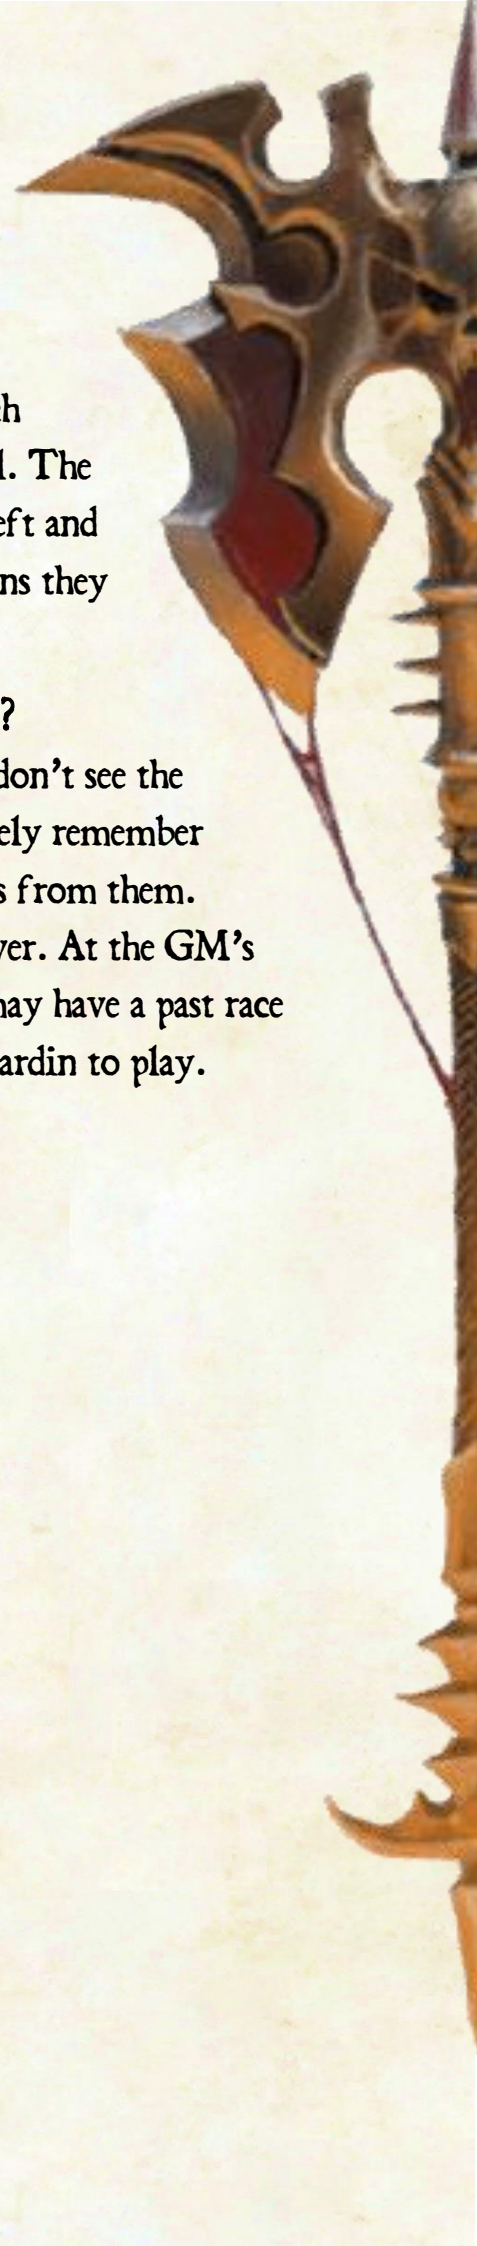 h
. The
eft and
ns they
?
don't see the
ely remember
s from them.
ver. At the GM's
may have a past race
ardin to play.